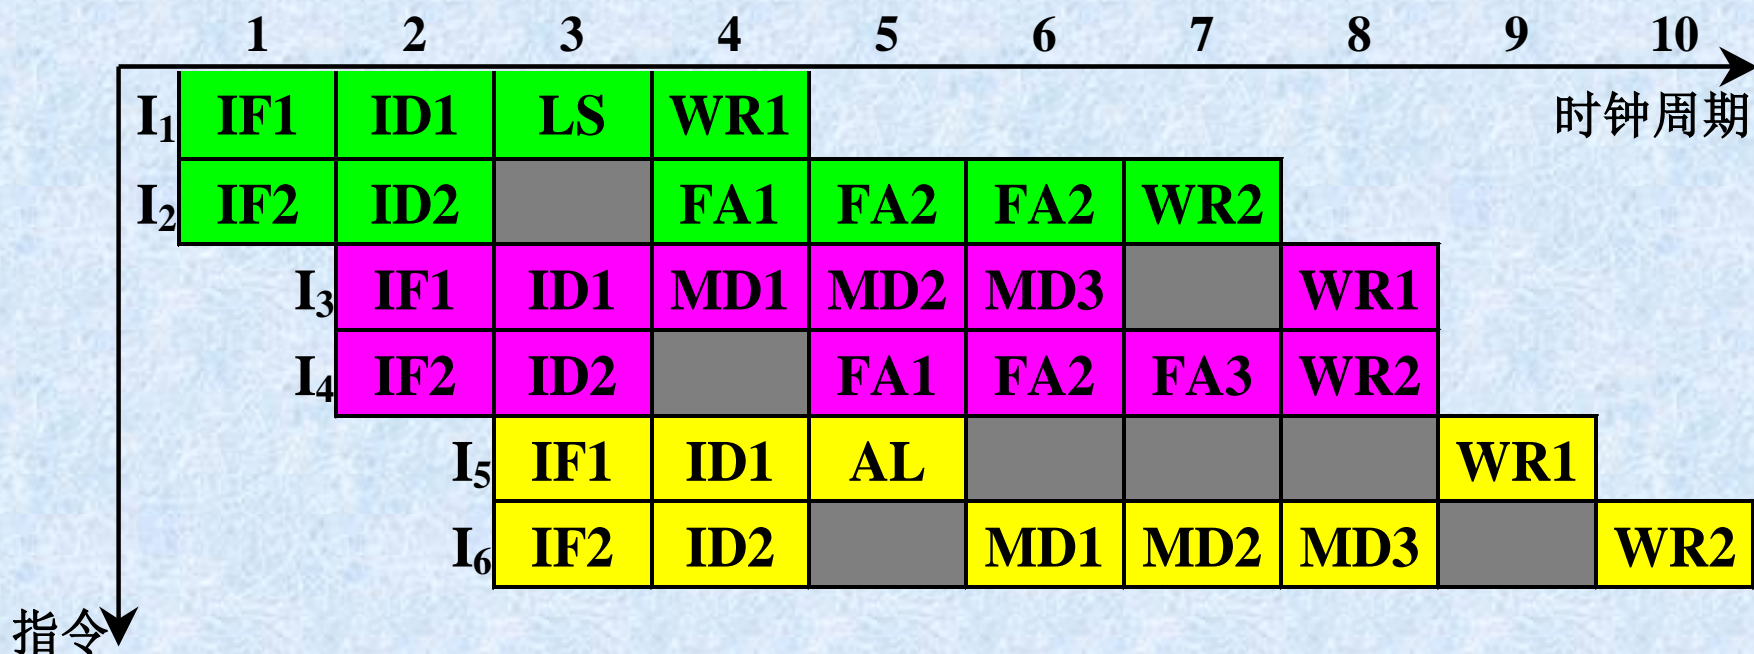 1 2 3 4 5 6 7 8 9 10
时钟周期
I₁ IF1 ID1 LS WR1
I₂ IF2 ID2 FA1 FA2 FA2 WR2
I₃ IF1 ID1 MD1 MD2 MD3 WR1
I₄ IF2 ID2 FA1 FA2 FA3 WR2
I₅ IF1 ID1 AL WR1
I₆ IF2 ID2 MD1 MD2 MD3 WR2
指令